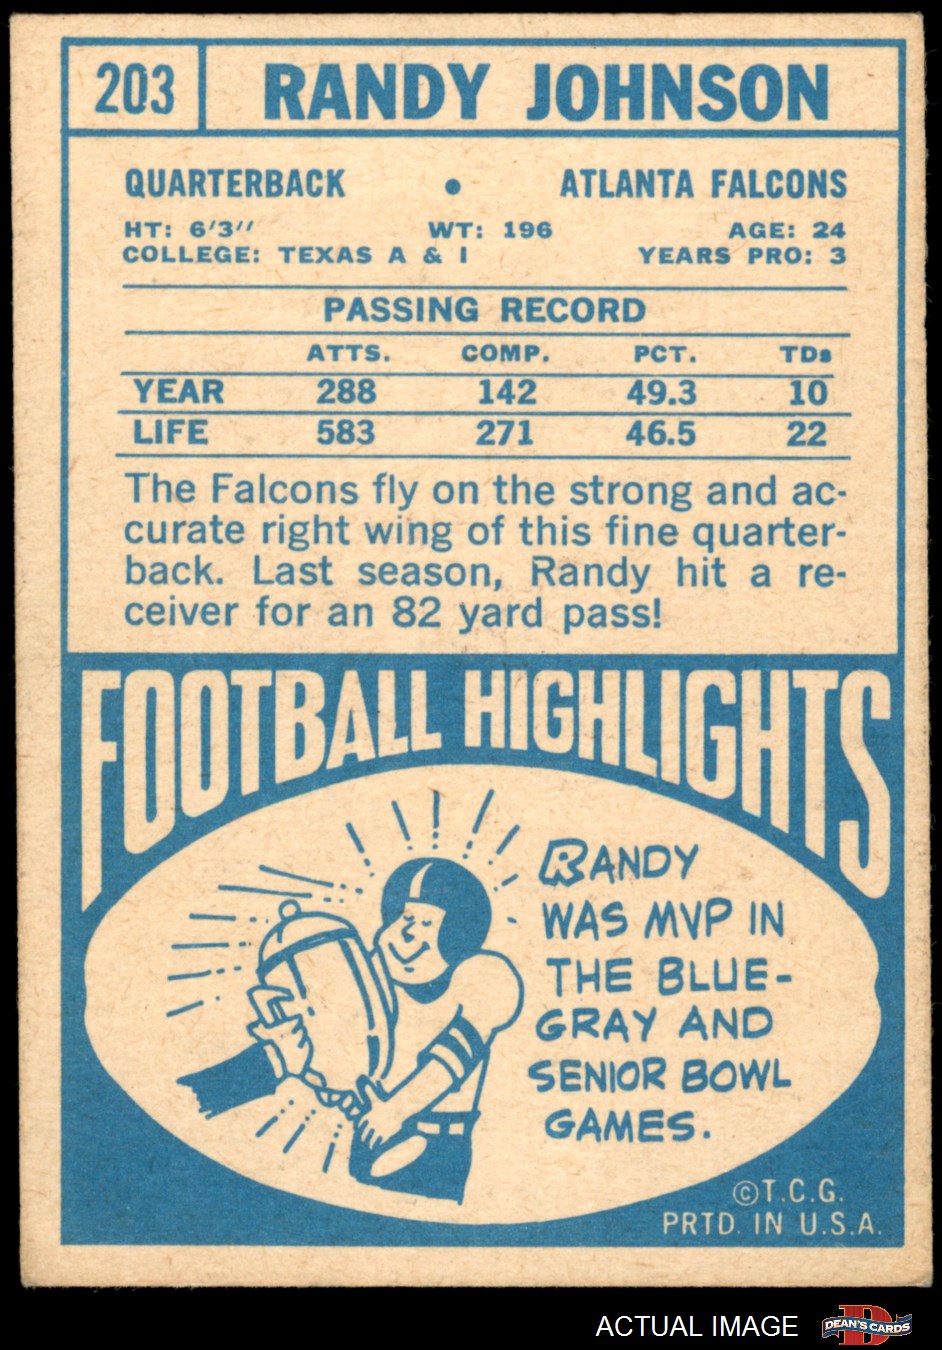 203 RANDY JOHNSON
QUARTERBACK • ATLANTA FALCONS
HT: 6'3'' WT: 196 AGE: 24
COLLEGE: TEXAS A & I YEARS PRO: 3
PASSING RECORD
ATTS. COMP. PCT. TDs
YEAR 288 142 49.3 10
LIFE 583 271 46.5 22
The Falcons fly on the strong and ac-
curate right wing of this fine quarter-
back. Last season, Randy hit a re-
ceiver for an 82 yard pass!
FOOTBALL HIGHLIGHTS
RANDY
WAS MVP IN
THE BLUE-
GRAY AND
SENIOR BOWL
GAMES.
©T.C.G.
PRTD. IN U.S.A.
ACTUAL IMAGE
D
DEAN'S CARDS